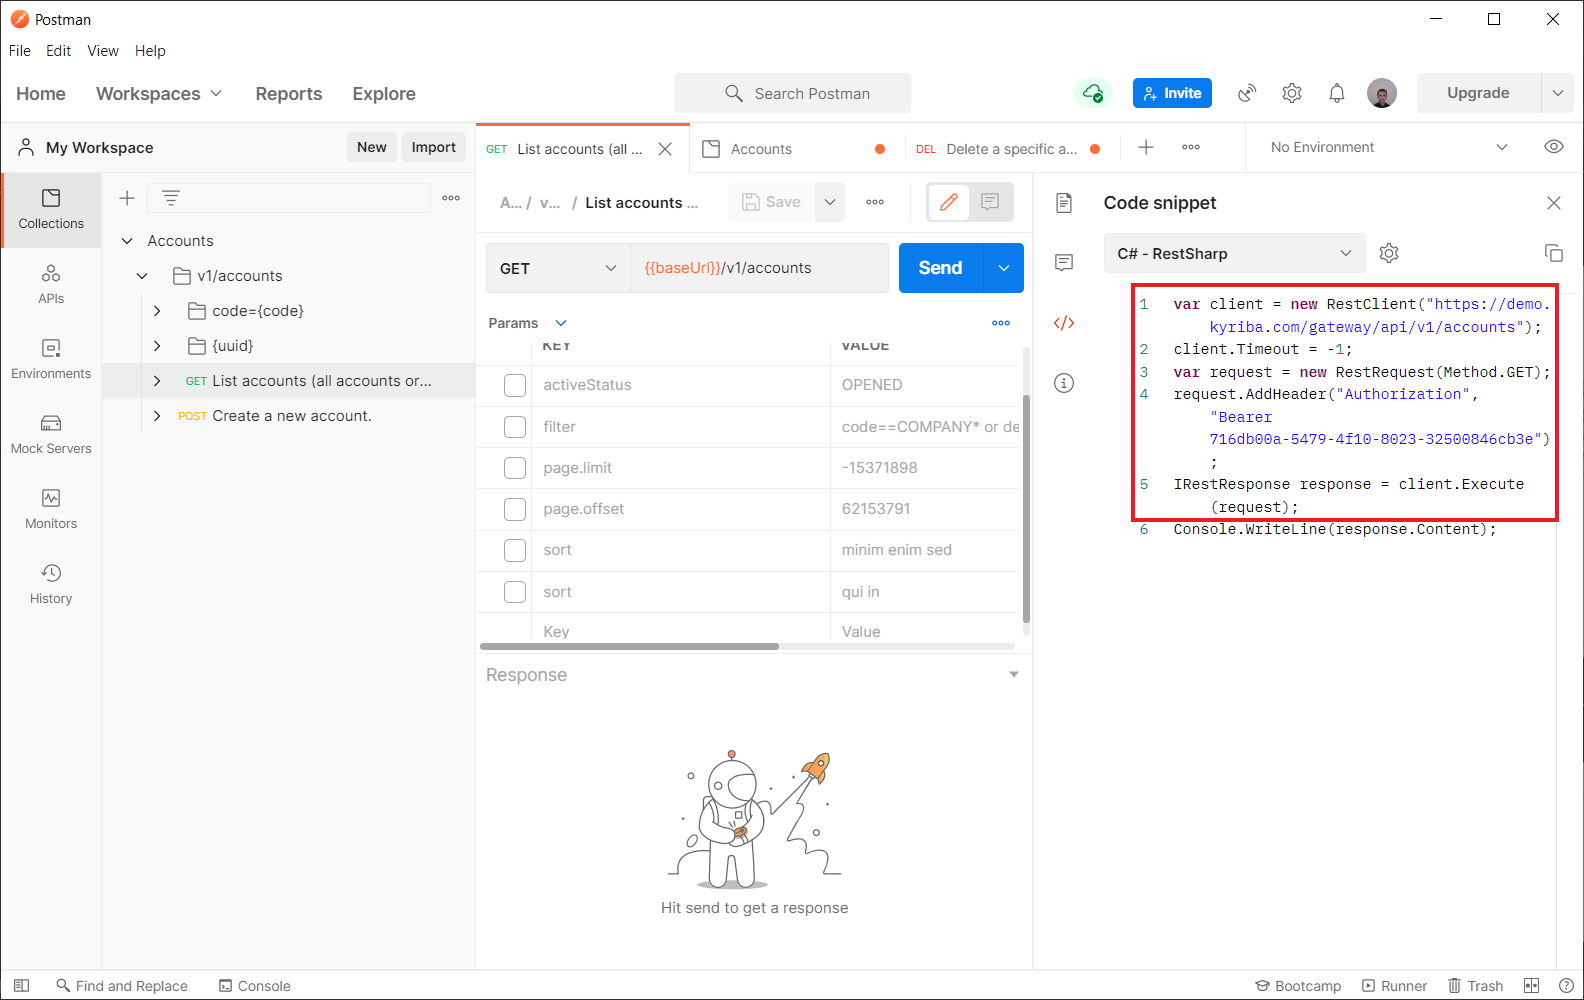 Postman
File Edit View Help
Home Workspaces Reports Explore
Search Postman
Invite
Upgrade
My Workspace
New
Import
GET List accounts (all ...
Accounts
DEL Delete a specific a...
No Environment
Collections
APIs
Environments
Mock Servers
Monitors
History
Accounts
v1/accounts
code={code}
{uuid}
GET List accounts (all accounts or...
POST Create a new account.
A... / v... / List accounts ...
Save
GET
{{baseUrl}}/v1/accounts
Send
Params
KEY VALUE
activeStatus OPENED
filter code==COMPANY* or de
page.limit -15371898
page.offset 62153791
sort minim enim sed
sort qui in
Key Value
Response
Hit send to get a response
Code snippet
C# - RestSharp
1 var client = new RestClient("https://demo.
kyriba.com/gateway/api/v1/accounts");
2 client.Timeout = -1;
3 var request = new RestRequest(Method.GET);
4 request.AddHeader("Authorization",
"Bearer
716db00a-5479-4f10-8023-32500846cb3e")
;
5 IRestResponse response = client.Execute
(request);
6 Console.WriteLine(response.Content);
Find and Replace
Console
Bootcamp
Runner
Trash